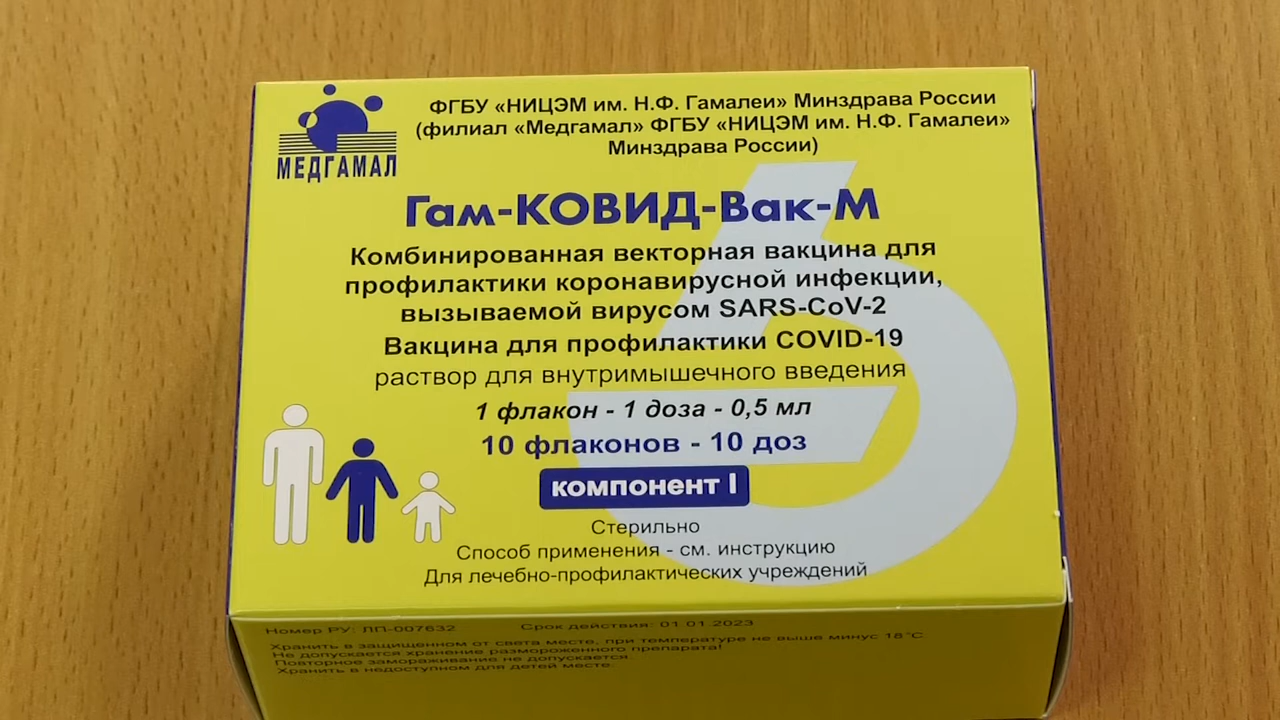 МЕДГАМАЛ
ФГБУ «НИЦЭМ им. Н.Ф. Гамалеи» Минздрава России
(филиал «Медгамал» ФГБУ «НИЦЭМ им. Н.Ф. Гамалеи»
Минздрава России)
Гам-КОВИД-Вак-М
Комбинированная векторная вакцина для
профилактики коронавирусной инфекции,
вызываемой вирусом SARS-CoV-2
Вакцина для профилактики COVID-19
раствор для внутримышечного введения
1 флакон - 1 доза - 0,5 мл
10 флаконов - 10 доз
компонент I
Стерильно
Способ применения - см. инструкцию
Для лечебно-профилактических учреждений
Номер РУ: ЛП-007632 Срок действия: 01.01.2023
Хранить в защищенном от света месте, при температуре не выше минус 18 °С
Не допускается хранение размороженного препарата!
Повторное замораживание не допускается.
Хранить в недоступном для детей месте.
6